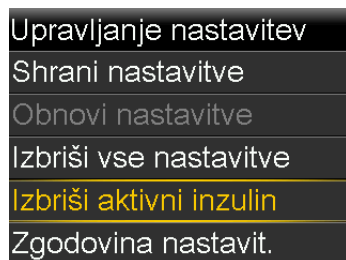 Upravljanje nastavitev
Shrani nastavitve
Obnovi nastavitve
Izbriši vse nastavitve
Izbriši aktivni inzulin
Zgodovina nastavit.